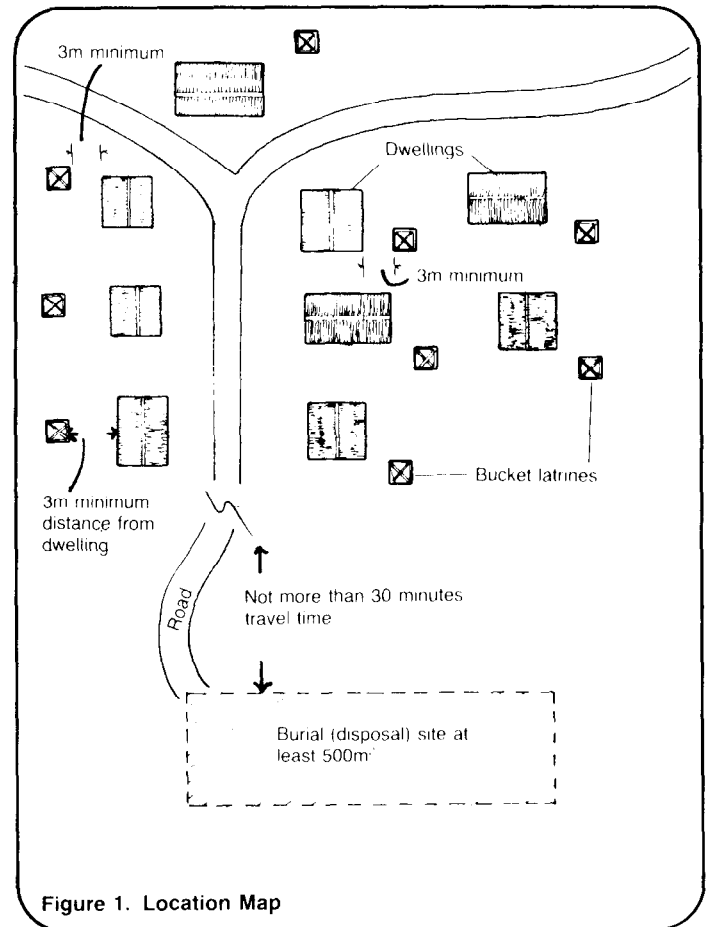 3m minimum
Dwellings
3m minimum
Bucket latrines
3m minimum
distance from
dwelling
Road
Not more than 30 minutes
travel time
Burial (disposal) site at
least 500m²
Figure 1. Location Map